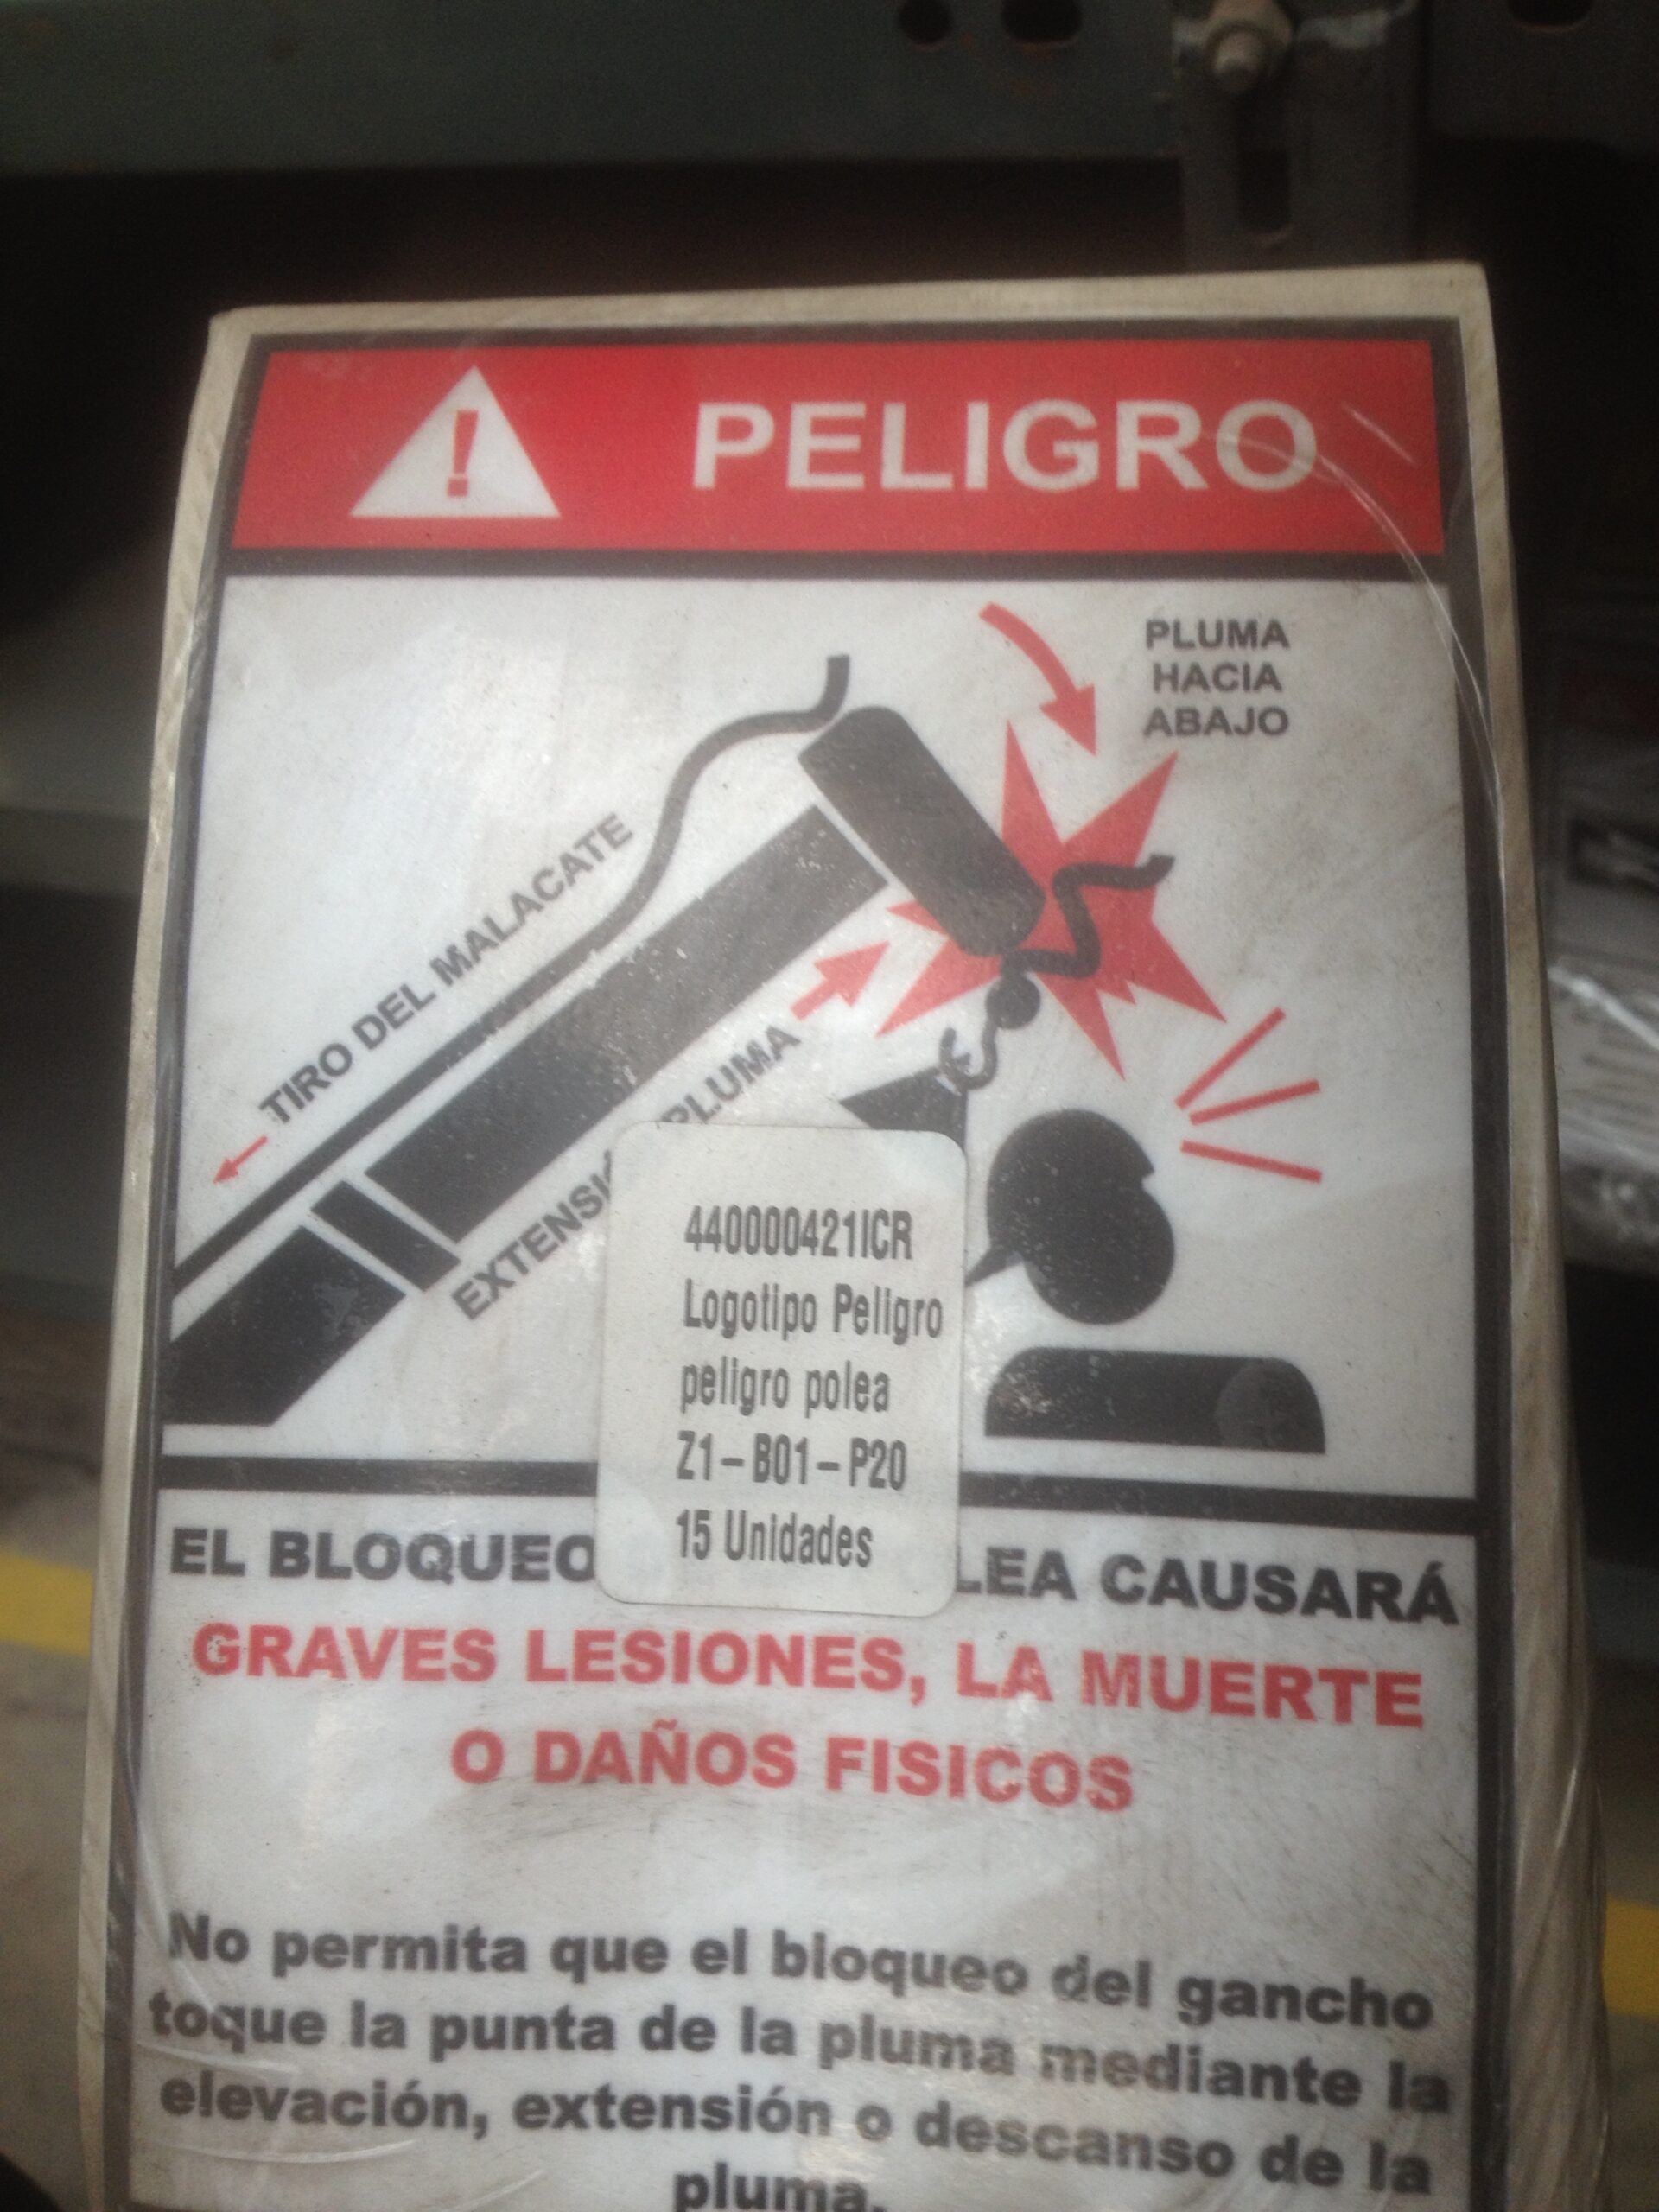 !
PELIGRO
PLUMA
HACIA
ABAJO
TIRO DEL MALACATE
PLUMA
440000421ICR
Logotipo Peligro
peligro polea
Z1-B01-P20
15 Unidades
EL BLOQUEO CAUSARÁ
GRAVES LESIONES, LA MUERTE
O DAÑOS FISICOS
No permita que el bloqueo del gancho
toque la punta de la pluma mediante la
elevación, extensión o descanso de la
pluma.